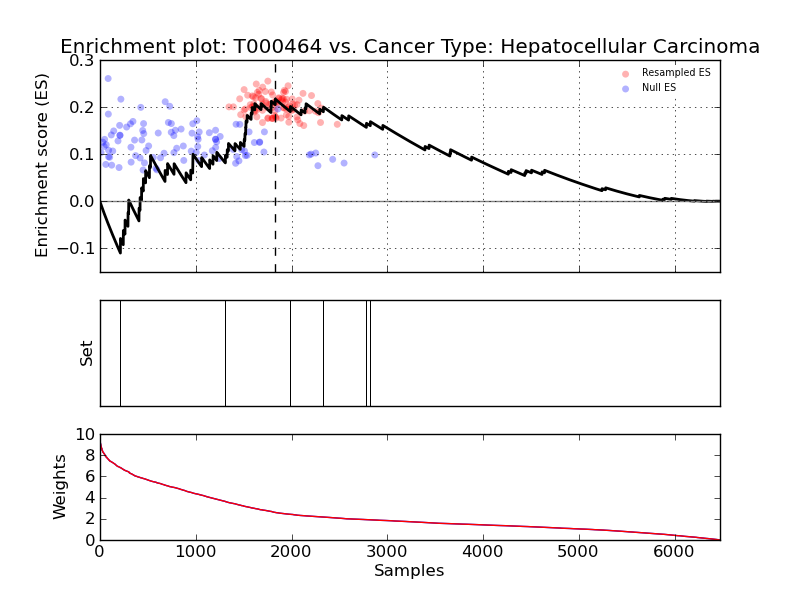 Enrichment plot: T000464 vs. Cancer Type: Hepatocellular Carcinoma
Enrichment score (ES)
0.3
0.2
0.1
0.0
−0.1
Resampled ES
Null ES
Set
Weights
10
8
6
4
2
0
0 1000 2000 3000 4000 5000 6000
Samples